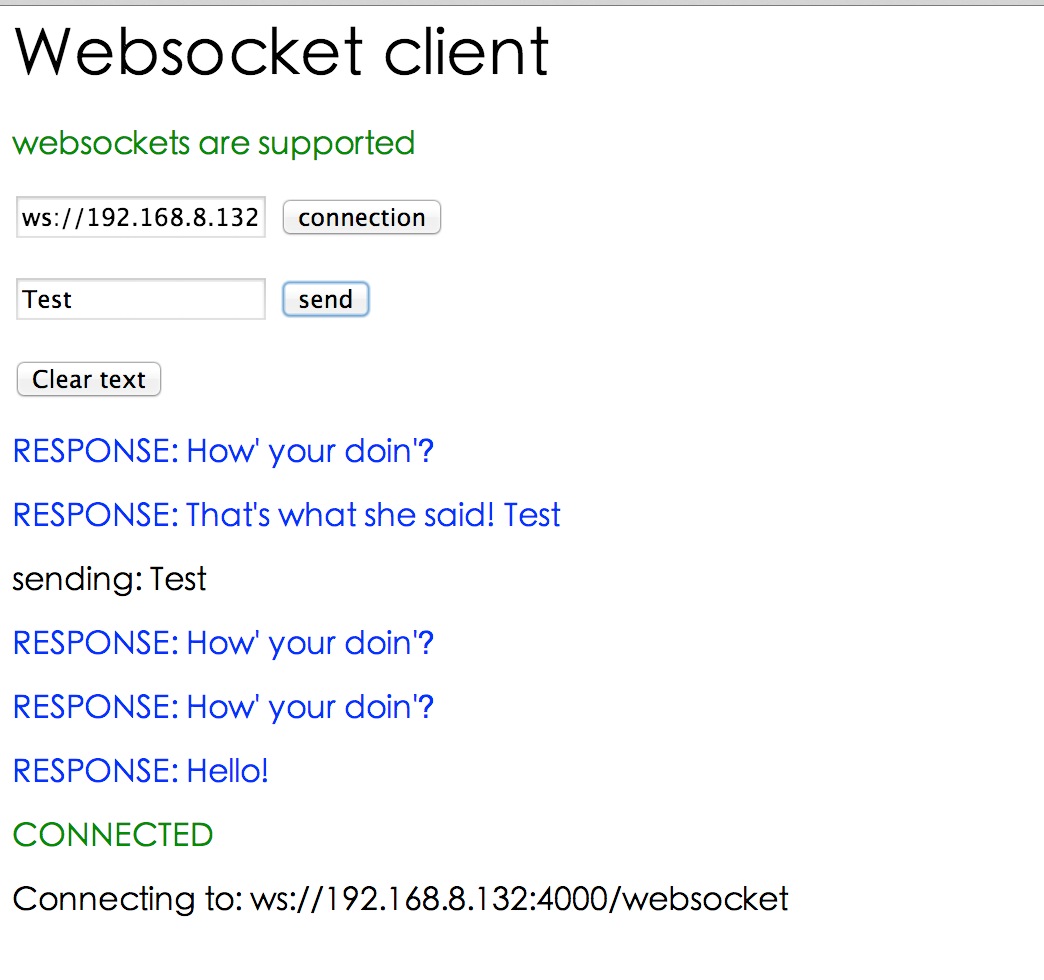 Websocket client
websockets are supported
ws://192.168.8.132 connection
Test send
Clear text
RESPONSE: How' your doin'?
RESPONSE: That's what she said! Test
sending: Test
RESPONSE: How' your doin'?
RESPONSE: How' your doin'?
RESPONSE: Hello!
CONNECTED
Connecting to: ws://192.168.8.132:4000/websocket